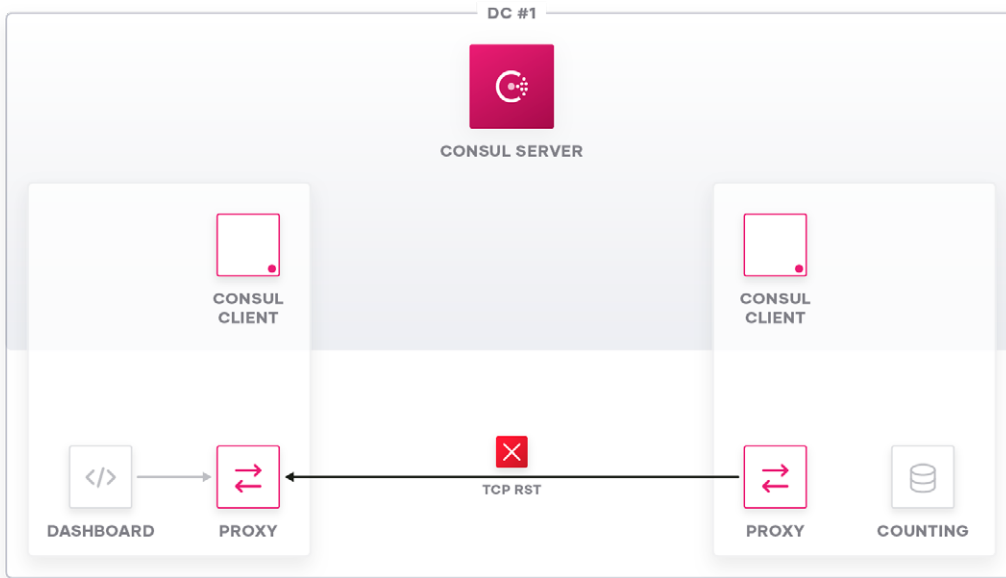 DC #1
CONSUL SERVER
CONSUL
CLIENT
CONSUL
CLIENT
TCP RST
DASHBOARD
PROXY
PROXY
COUNTING